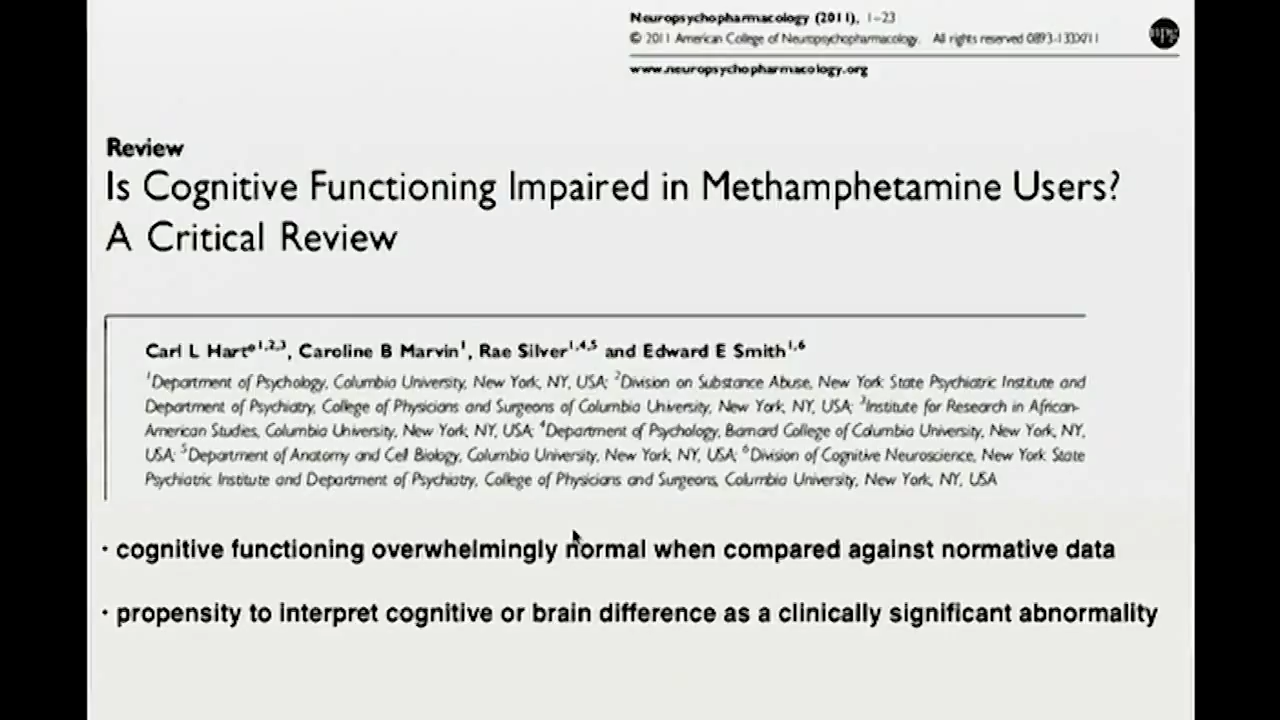 Neuropsychopharmacology (2011), 1–23
© 2011 American College of Neuropsychopharmacology. All rights reserved 0893-133X/11
npg
www.neuropsychopharmacology.org
Review
Is Cognitive Functioning Impaired in Methamphetamine Users?
A Critical Review
Carl L Hart*1,2,3, Caroline B Marvin1, Rae Silver1,4,5 and Edward E Smith1,6
1Department of Psychology, Columbia University, New York, NY, USA; 2Division on Substance Abuse, New York State Psychiatric Institute and
Department of Psychiatry, College of Physicians and Surgeons of Columbia University, New York, NY, USA; 3Institute for Research in African-
American Studies, Columbia University, New York, NY, USA; 4Department of Psychology, Barnard College of Columbia University, New York, NY,
USA; 5Department of Anatomy and Cell Biology, Columbia University, New York, NY, USA; 6Division of Cognitive Neuroscience, New York State
Psychiatric Institute and Department of Psychiatry, College of Physicians and Surgeons, Columbia University, New York, NY, USA
· cognitive functioning overwhelmingly normal when compared against normative data
· propensity to interpret cognitive or brain difference as a clinically significant abnormality